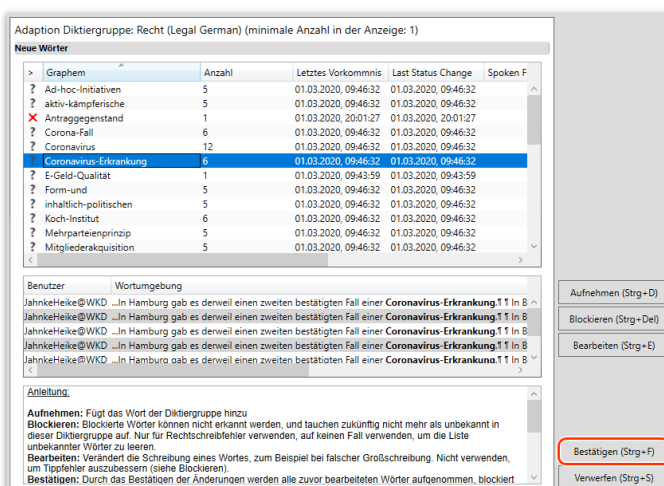 Adaption Diktiergruppe: Recht (Legal German) (minimale Anzahl in der Anzeige: 1)
Neue Wörter
> Graphem Anzahl Letztes Vorkommnis Last Status Change Spoken F
? Ad-hoc-Initiativen 5 01.03.2020, 09:46:32 01.03.2020, 09:46:32
? aktiv-kämpferische 5 01.03.2020, 09:46:32 01.03.2020, 09:46:32
Antraggegenstand 1 01.03.2020, 20:01:27 01.03.2020, 20:01:27
? Corona-Fall 6 01.03.2020, 09:46:32 01.03.2020, 09:46:32
? Coronavirus 12 01.03.2020, 09:46:32 01.03.2020, 09:46:32
? Coronavirus-Erkrankung 6 01.03.2020, 09:46:32 01.03.2020, 09:46:32
? E-Geld-Qualität 1 01.03.2020, 09:43:59 01.03.2020, 09:43:59
? Form-und 5 01.03.2020, 09:46:32 01.03.2020, 09:46:32
? inhaltlich-politischen 5 01.03.2020, 09:46:32 01.03.2020, 09:46:32
? Koch-Institut 6 01.03.2020, 09:46:32 01.03.2020, 09:46:32
? Mehrparteienprinzip 5 01.03.2020, 09:46:32 01.03.2020, 09:46:32
? Mitgliederakquisition 5 01.03.2020, 09:46:32 01.03.2020, 09:46:32
Benutzer Wortumgebung
JahnkeHeike@WKD ...In Hamburg gab es derweil einen zweiten bestätigten Fall einer Coronavirus-Erkrankung.¶ ¶ In B
JahnkeHeike@WKD ...In Hamburg gab es derweil einen zweiten bestätigten Fall einer Coronavirus-Erkrankung.¶ ¶ In B
JahnkeHeike@WKD ...In Hamburg gab es derweil einen zweiten bestätigten Fall einer Coronavirus-Erkrankung.¶ ¶ In B
JahnkeHeike@WKD ...In Hamburg gab es derweil einen zweiten bestätigten Fall einer Coronavirus-Erkrankung.¶ ¶ In B
JahnkeHeike@WKD ...In Hamburg gab es derweil einen zweiten bestätigten Fall einer Coronavirus-Erkrankung.¶ ¶ In B
Aufnehmen (Strg+D)
Blockieren (Strg+Del)
Bearbeiten (Strg+E)
Anleitung:
Aufnehmen: Fügt das Wort der Diktiergruppe hinzu
Blockieren: Blockierte Wörter können nicht erkannt werden, und tauchen zukünftig nicht mehr als unbekannt in
dieser Diktiergruppe auf. Nur für Rechtschreibfehler verwenden, auf keinen Fall verwenden, um die Liste
unbekannter Wörter zu leeren.
Bearbeiten: Verändert die Schreibung eines Wortes, zum Beispiel bei falscher Großschreibung. Nicht verwenden,
um Tippfehler auszubessern (siehe Blockieren).
Bestätigen: Durch das Bestätigen der Änderungen werden alle zuvor bearbeiteten Wörter aufgenommen, blockiert
Bestätigen (Strg+F)
Verwerfen (Strg+S)